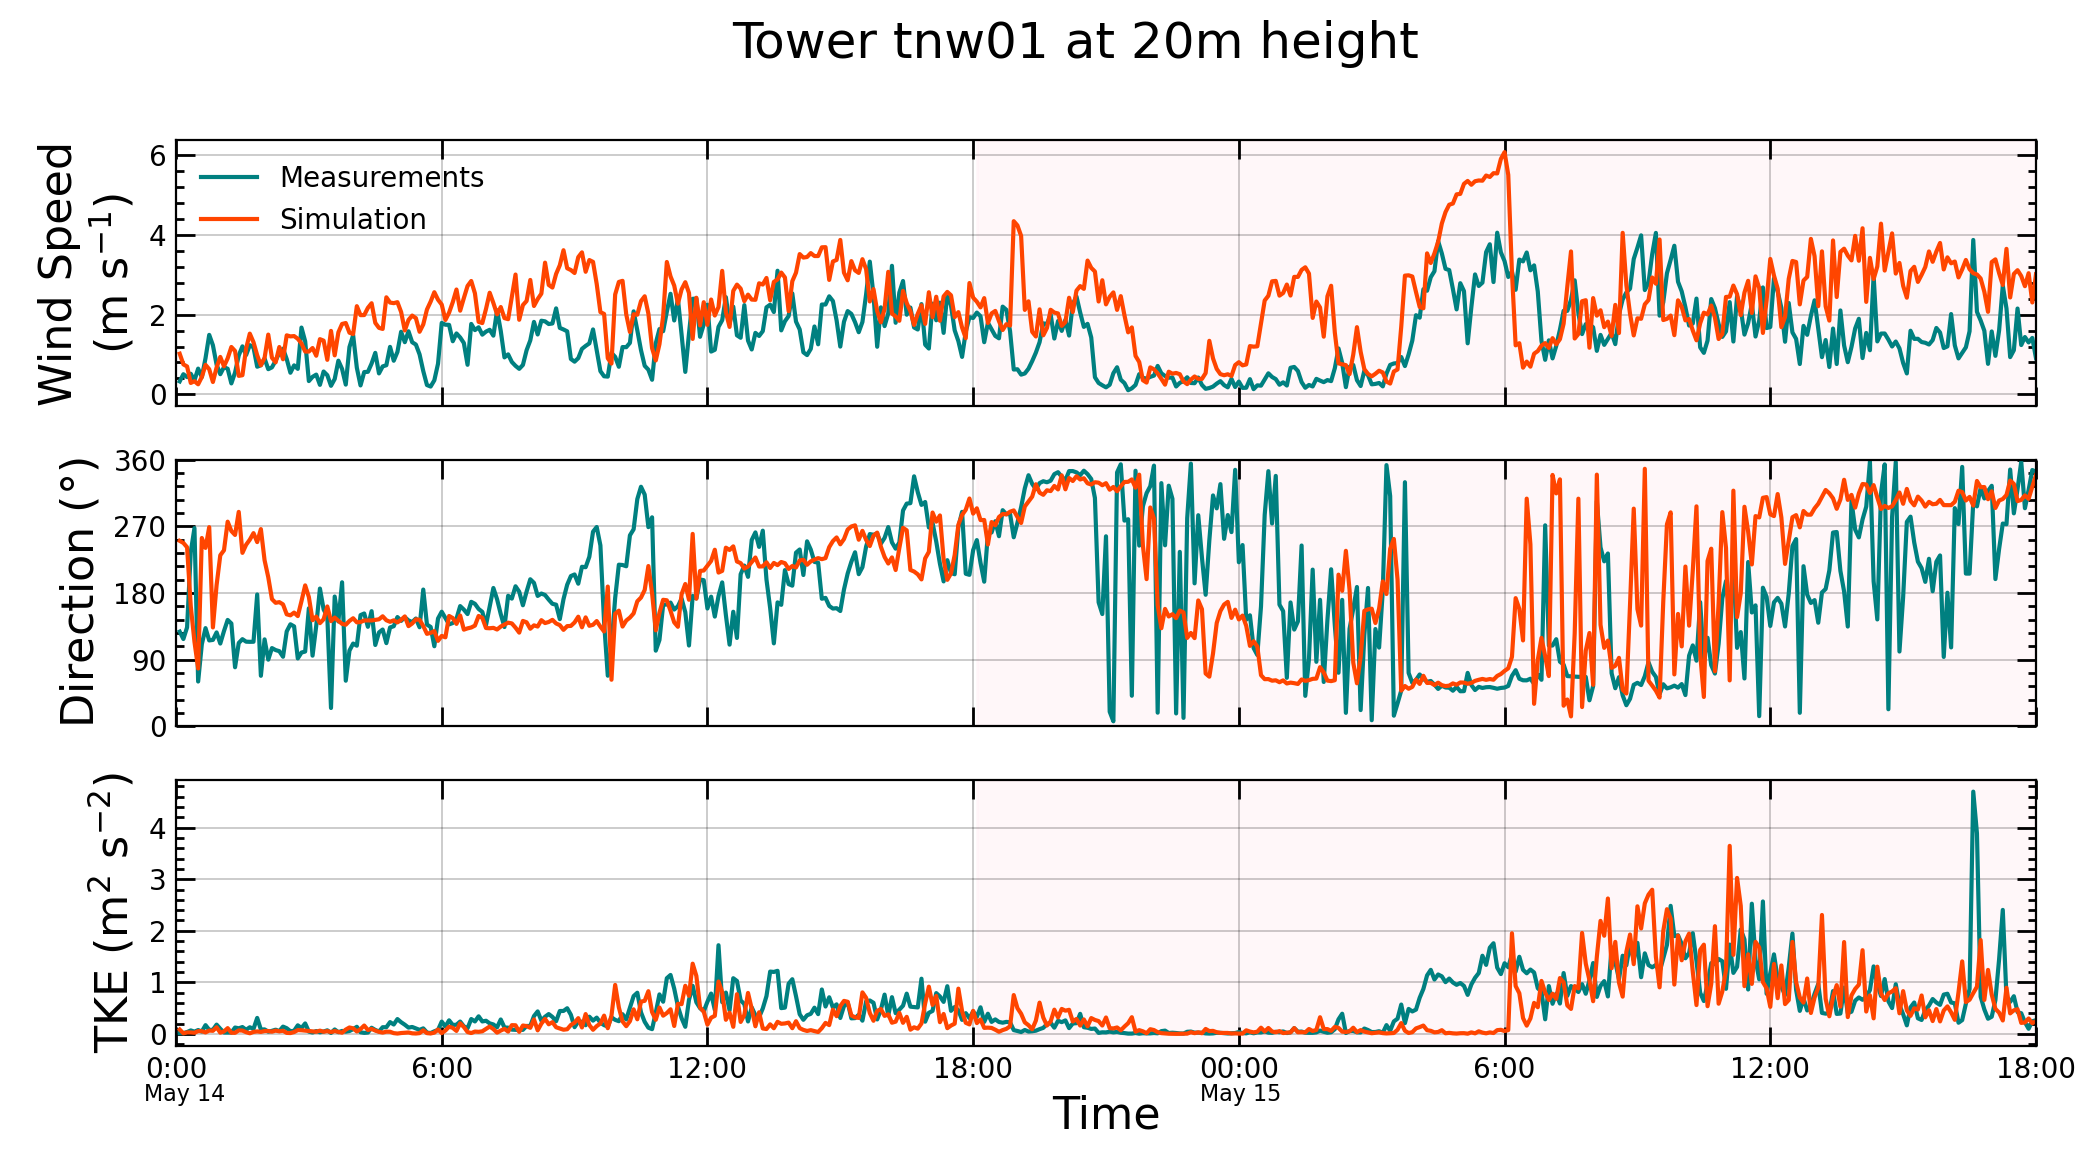 Tower tnw01 at 20m height
Wind Speed
(m s⁻¹)
6
4
2
0
Measurements
Simulation
Direction (°)
360
270
180
90
0
TKE (m² s⁻²)
4
3
2
1
0
0:00 6:00 12:00 18:00 00:00 6:00 12:00 18:00
May 14 May 15
Time